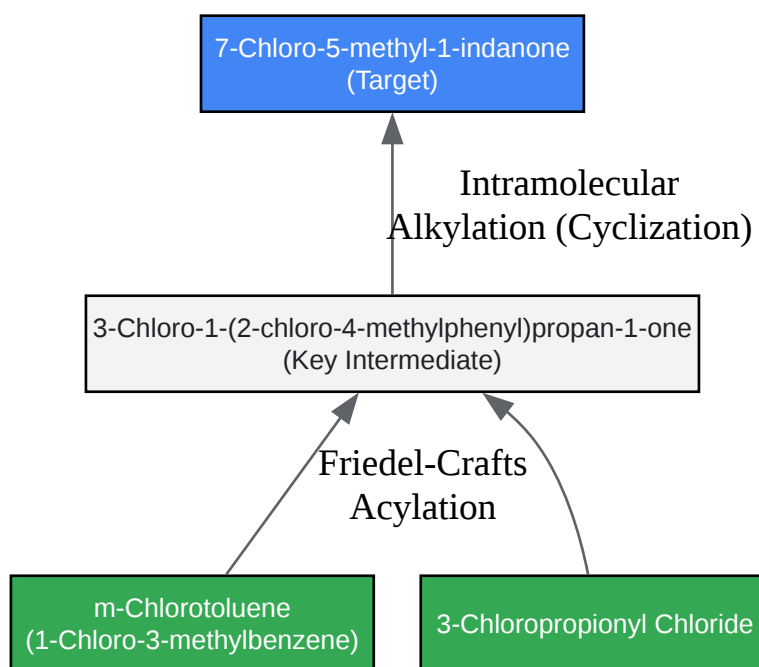 7-Chloro-5-methyl-1-indanone
(Target)
Intramolecular
Alkylation (Cyclization)
3-Chloro-1-(2-chloro-4-methylphenyl)propan-1-one
(Key Intermediate)
Friedel-Crafts
Acylation
m-Chlorotoluene
(1-Chloro-3-methylbenzene)
3-Chloropropionyl Chloride